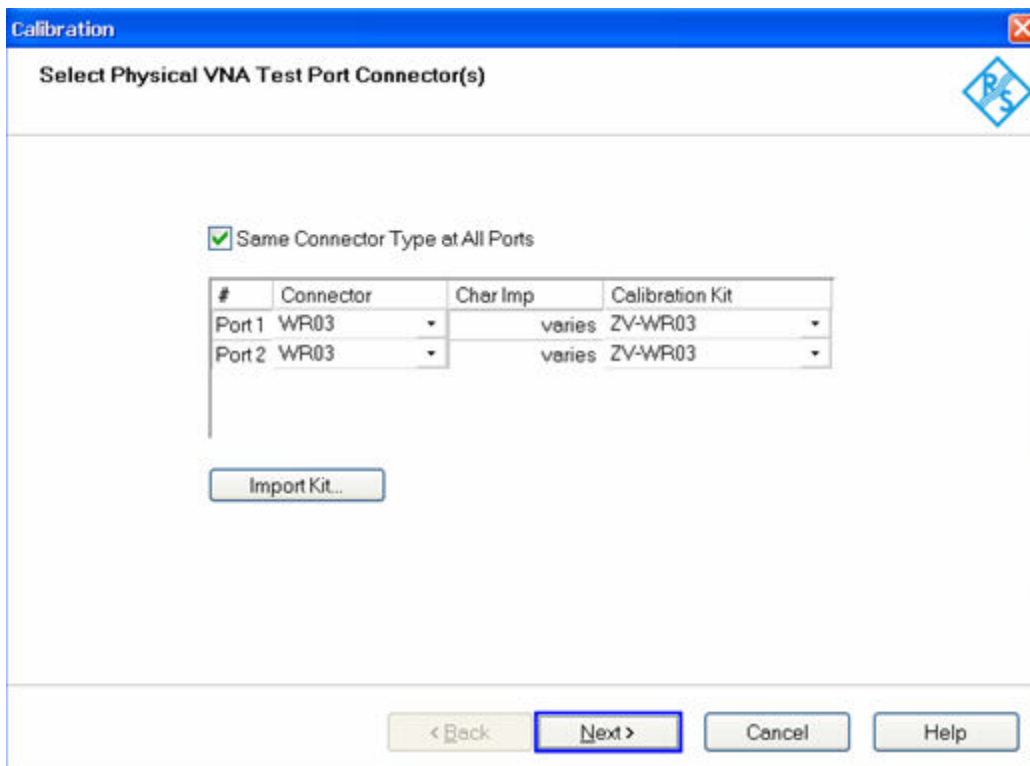 Calibration
Select Physical VNA Test Port Connector(s)
R S
Same Connector Type at All Ports
# Connector Char Imp Calibration Kit
Port 1 WR03 varies ZV-WR03
Port 2 WR03 varies ZV-WR03
Import Kit...
< Back Next > Cancel Help